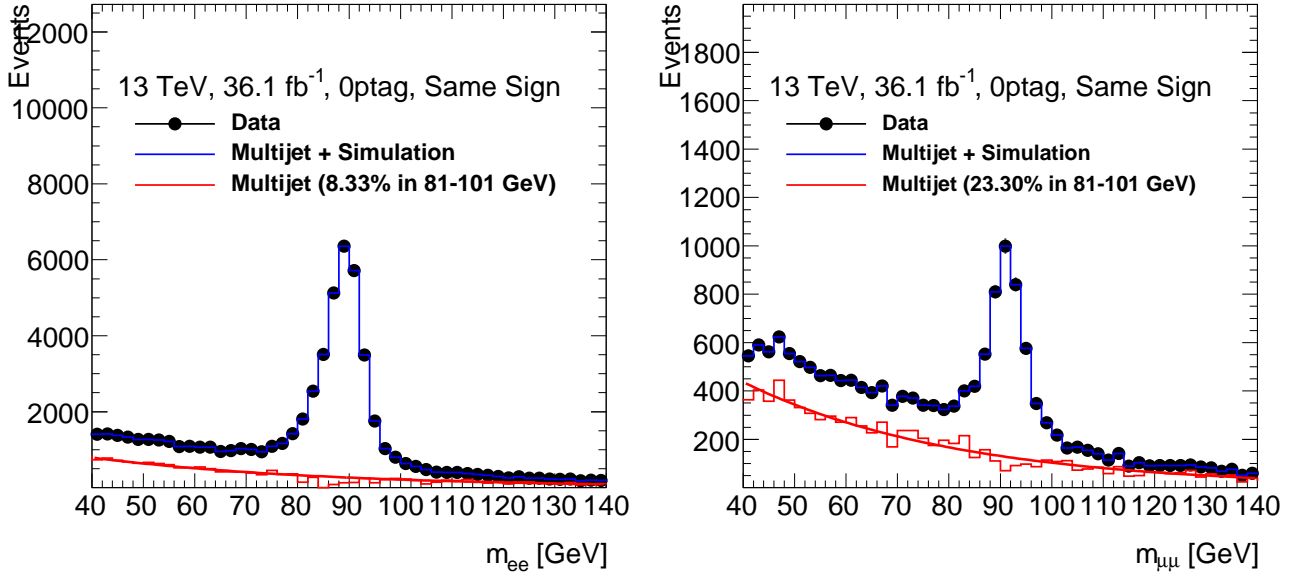 Events
12000
10000
8000
6000
4000
2000
13 TeV, 36.1 fb⁻¹, 0ptag, Same Sign
Data
Multijet + Simulation
Multijet (8.33% in 81-101 GeV)
40 50 60 70 80 90 100 110 120 130 140
m_ee [GeV]
Events
1800
1600
1400
1200
1000
800
600
400
200
13 TeV, 36.1 fb⁻¹, 0ptag, Same Sign
Data
Multijet + Simulation
Multijet (23.30% in 81-101 GeV)
40 50 60 70 80 90 100 110 120 130 140
m_μμ [GeV]